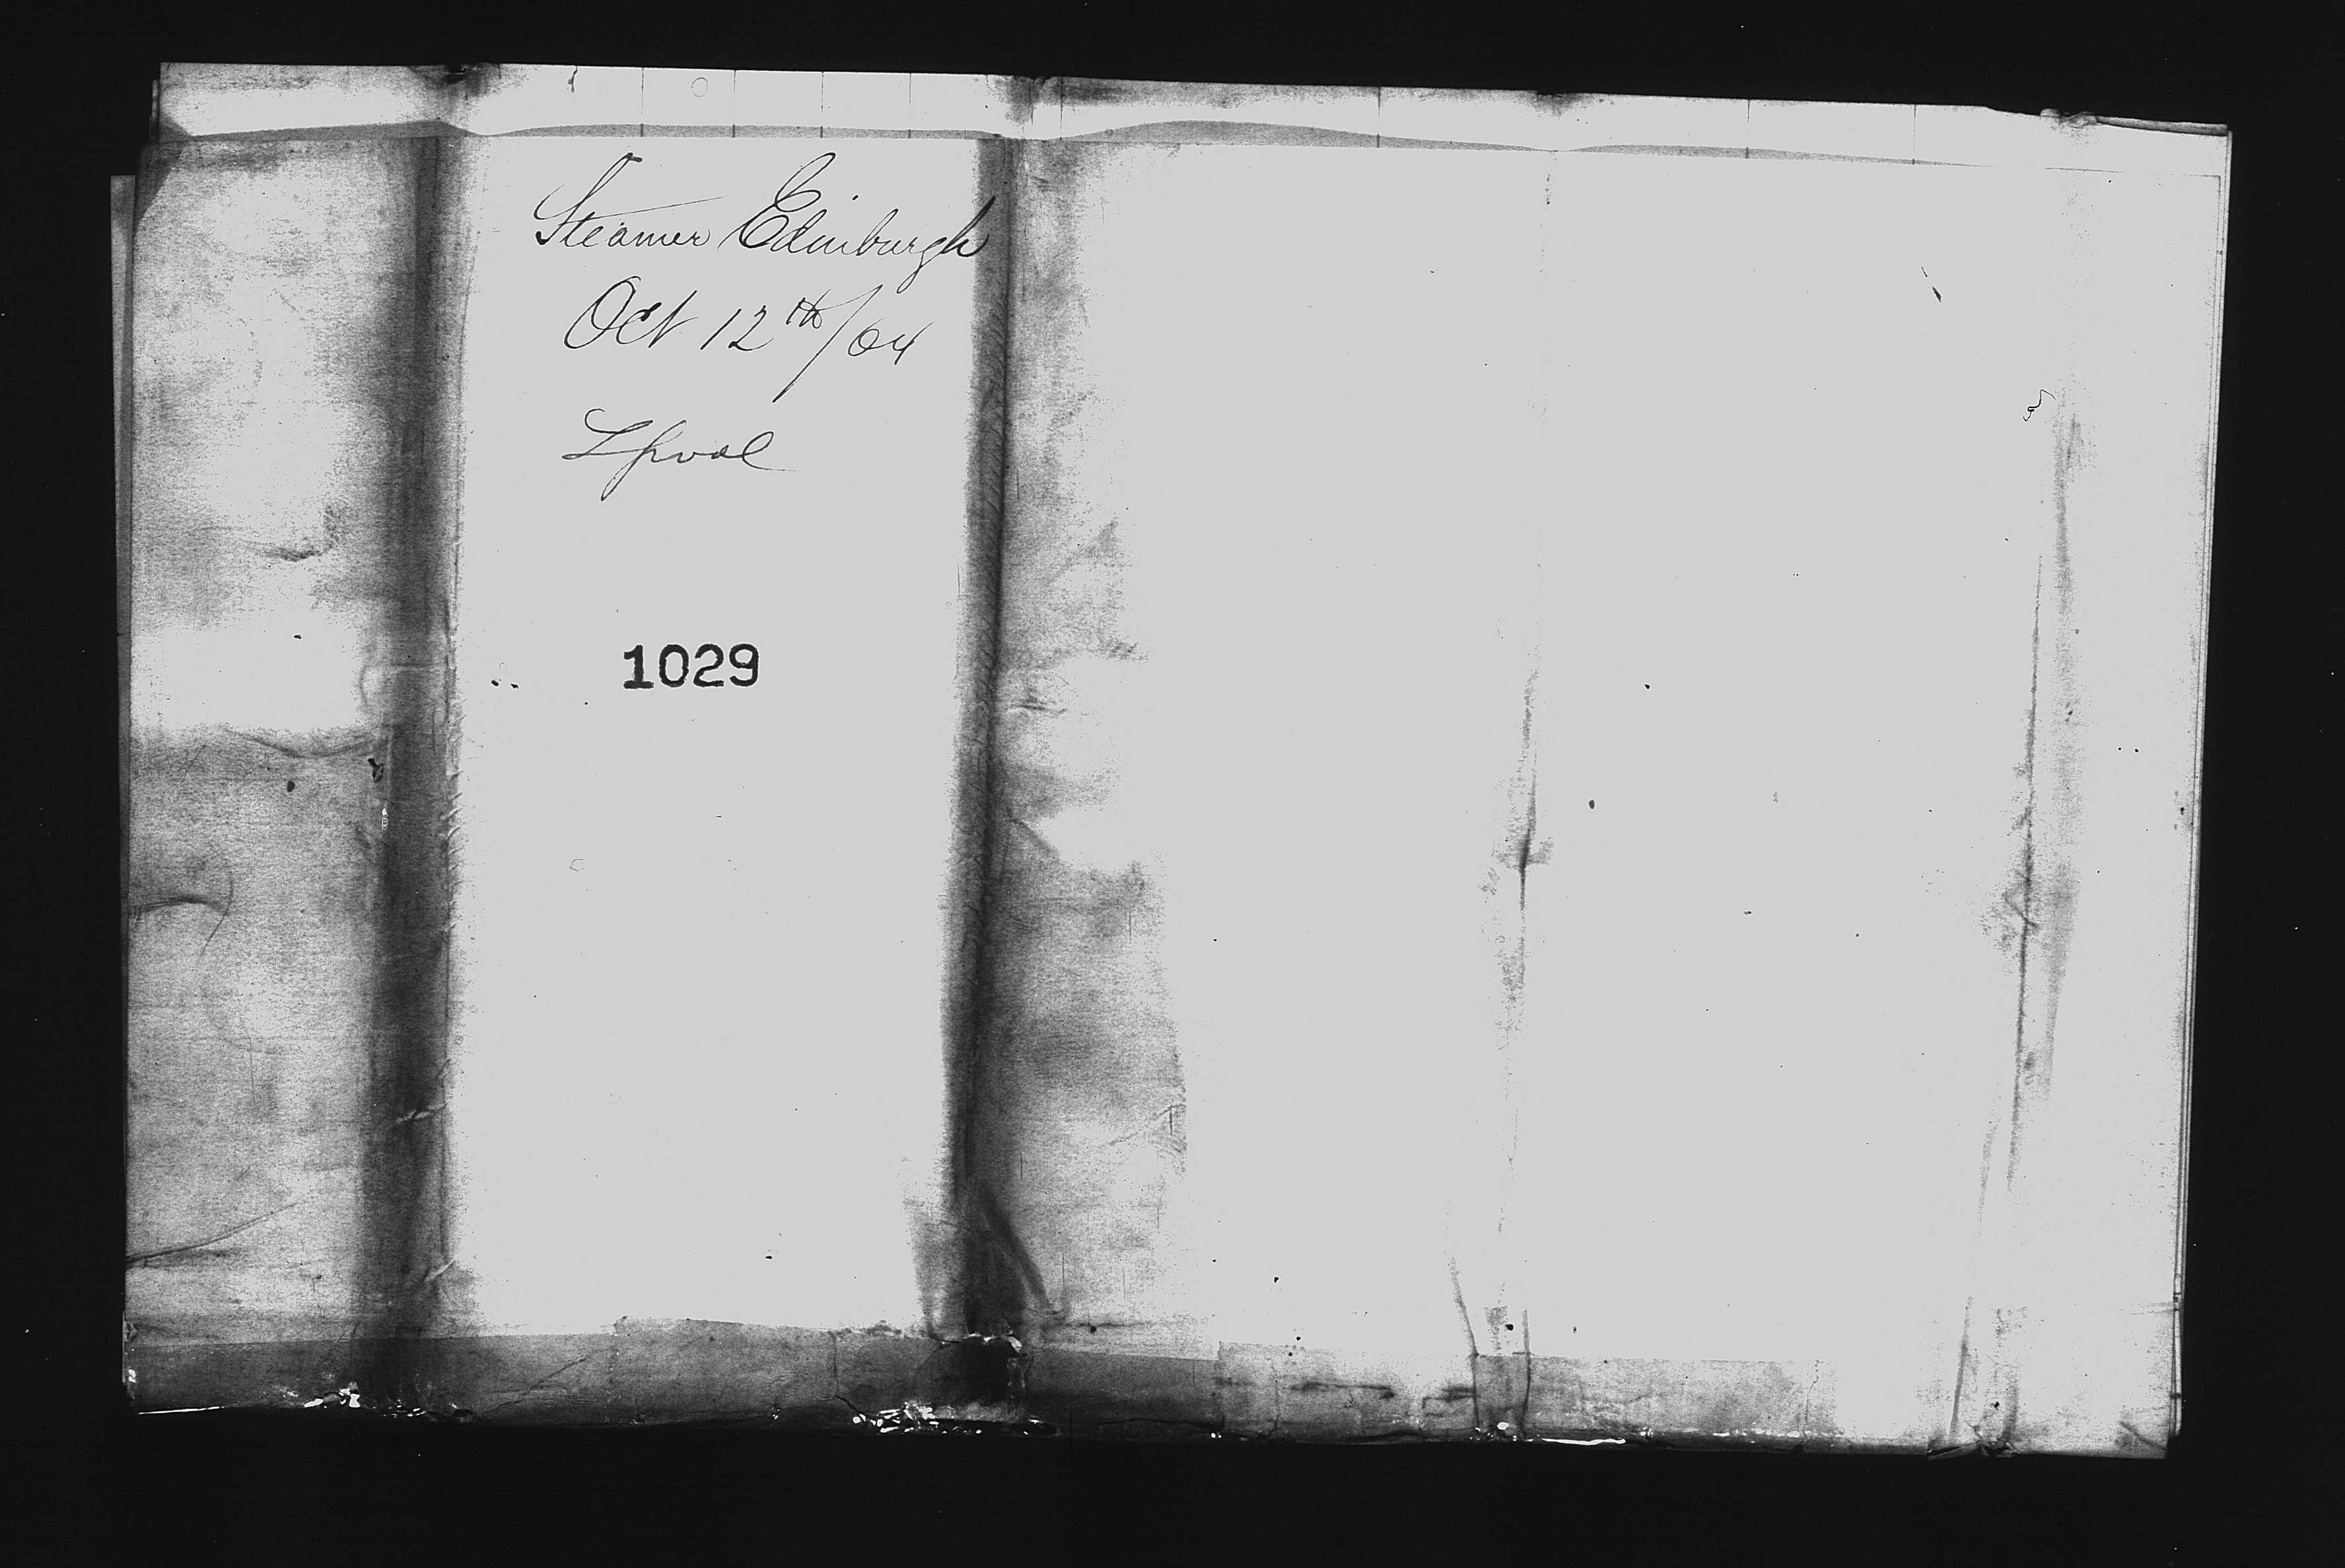 Steamer Edinburgh
Oct 12th/64
Lpool
1029